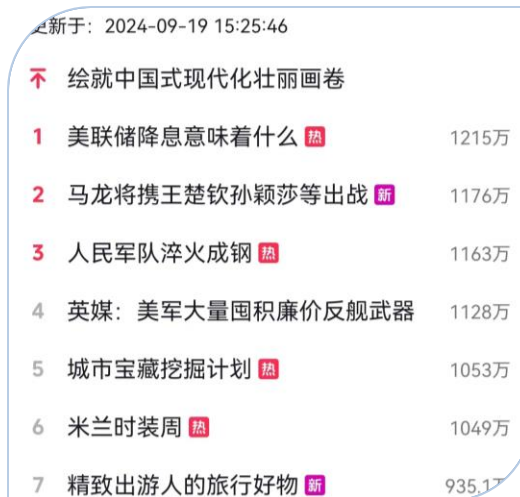 更新于：2024-09-19 15:25:46
绘就中国式现代化壮丽画卷
1 美联储降息意味着什么 热 1215万
2 马龙将携王楚钦孙颖莎等出战 新 1176万
3 人民军队淬火成钢 热 1163万
4 英媒：美军大量囤积廉价反舰武器 1128万
5 城市宝藏挖掘计划 热 1053万
6 米兰时装周 热 1049万
7 精致出游人的旅行好物 新 935.1万